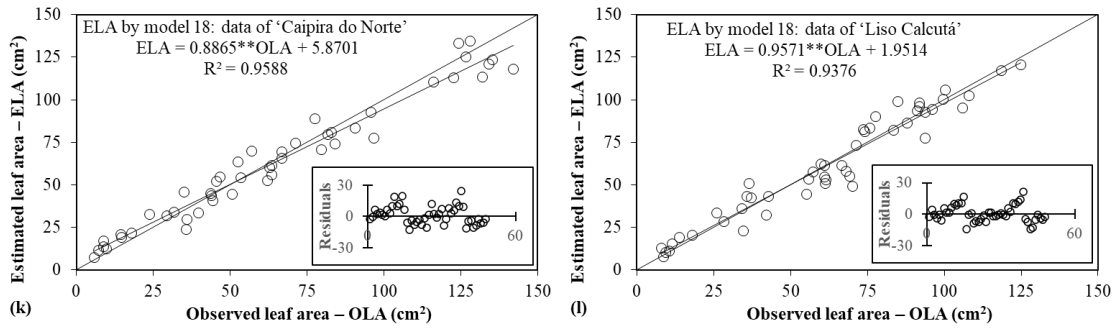 ELA by model 18: data of ‘Caipira do Norte’
ELA = 0.8865**OLA + 5.8701
R² = 0.9588
Estimated leaf area – ELA (cm²)
150
125
100
75
50
25
0
Residuals
30
0
-30
0
60
0 25 50 75 100 125 150
(k)
Observed leaf area – OLA (cm²)
ELA by model 18: data of ‘Liso Calcutá’
ELA = 0.9571**OLA + 1.9514
R² = 0.9376
Estimated leaf area – ELA (cm²)
150
125
100
75
50
25
0
Residuals
30
0
-30
0
60
0 25 50 75 100 125 150
(l)
Observed leaf area – OLA (cm²)